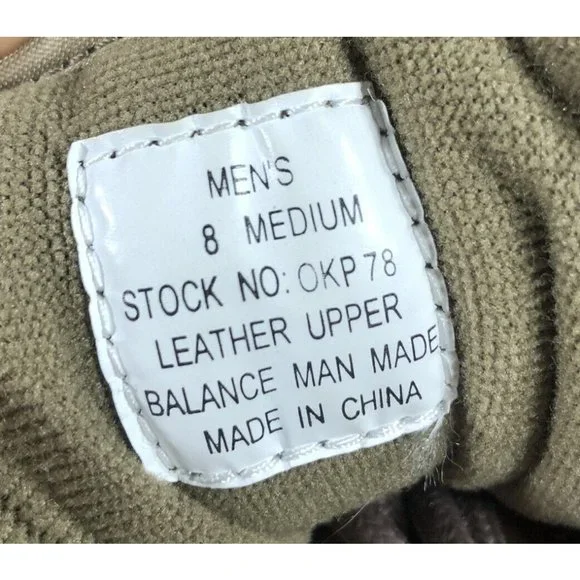 MEN'S
8 MEDIUM
STOCK NO: OKP78
LEATHER UPPER
BALANCE MAN MADE
MADE IN CHINA